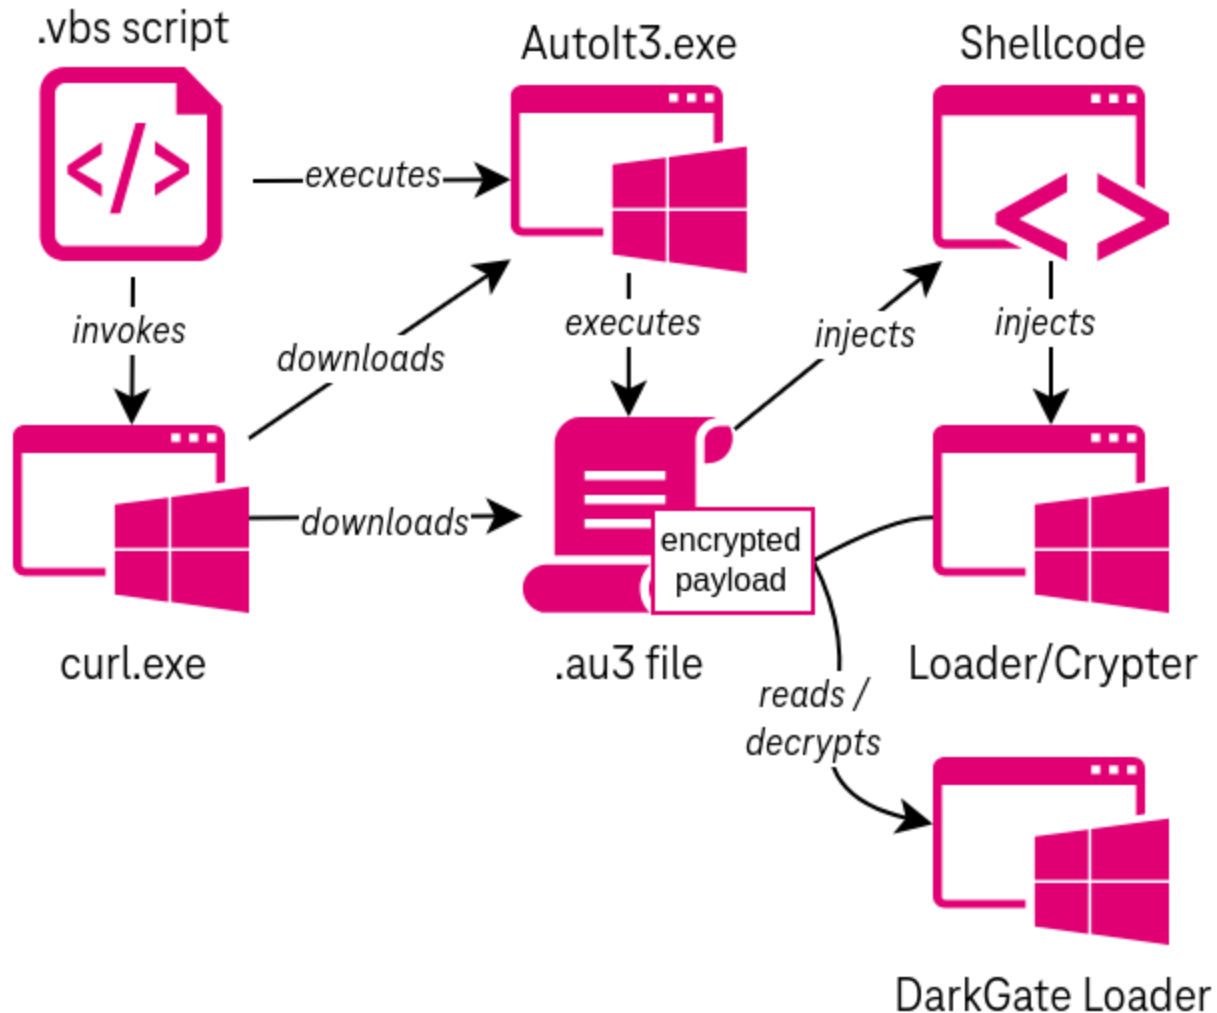 .vbs script
AutoIt3.exe
Shellcode
executes
invokes
downloads
executes
injects
injects
downloads
encrypted
payload
curl.exe
.au3 file
Loader/Crypter
reads /
decrypts
DarkGate Loader